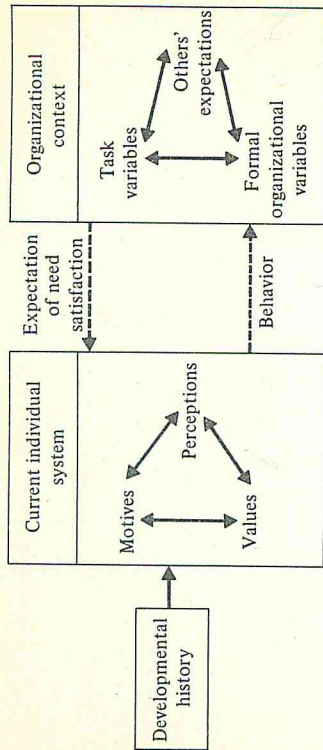 Developmental
history
Current individual
system
Motives
Perceptions
Values
Expectation
of need
satisfaction
Behavior
Organizational
context
Task
variables
Others'
expectations
Formal
organizational
variables